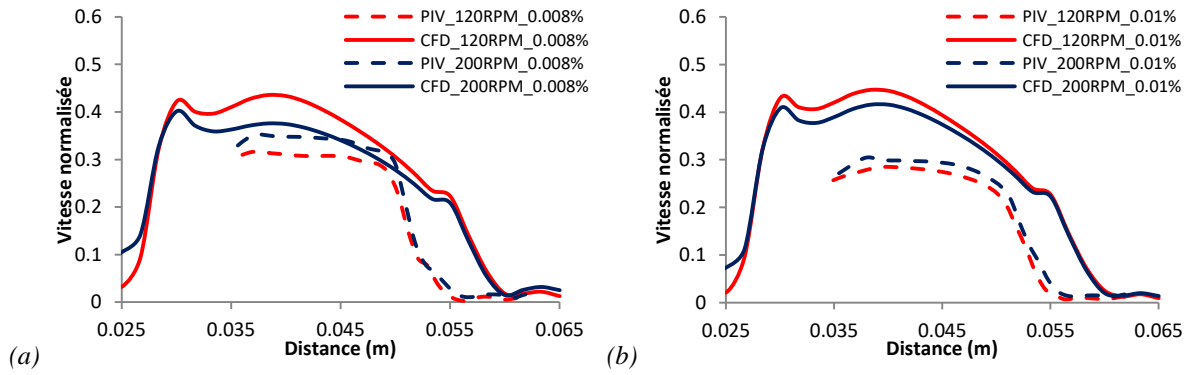 0.6
0.5
0.4
0.3
0.2
0.1
0
Vitesse normalisée
PIV_120RPM_0.008%
CFD_120RPM_0.008%
PIV_200RPM_0.008%
CFD_200RPM_0.008%
0.025 0.035 0.045 0.055 0.065
Distance (m)
(a)
0.6
0.5
0.4
0.3
0.2
0.1
0
Vitesse normalisée
PIV_120RPM_0.01%
CFD_120RPM_0.01%
PIV_200RPM_0.01%
CFD_200RPM_0.01%
0.025 0.035 0.045 0.055 0.065
Distance (m)
(b)